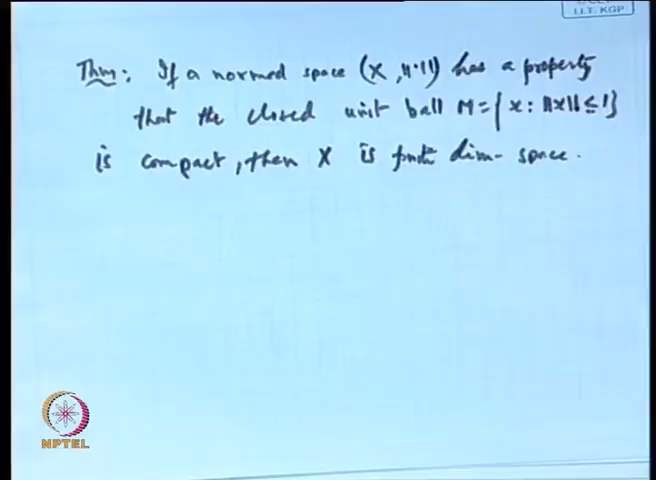 I.I.T. KGP
Thm: If a normed space (X, ||·||) has a property
that the closed unit ball M = { x : ||x|| ≤ 1 }
is compact, then X is finite dim- space.
NPTEL